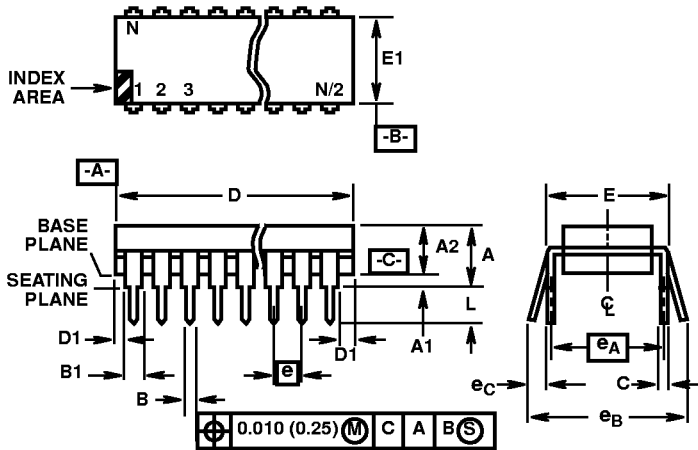 N
E1
INDEX
AREA
1 2 3 N/2
-B-
-A-
D
E
BASE
PLANE
A2
A
-C-
SEATING
PLANE
L
D1
A1
D1
B1
e
eA
B
eC
C
eB
0.010 (0.25) M C A B S
CL